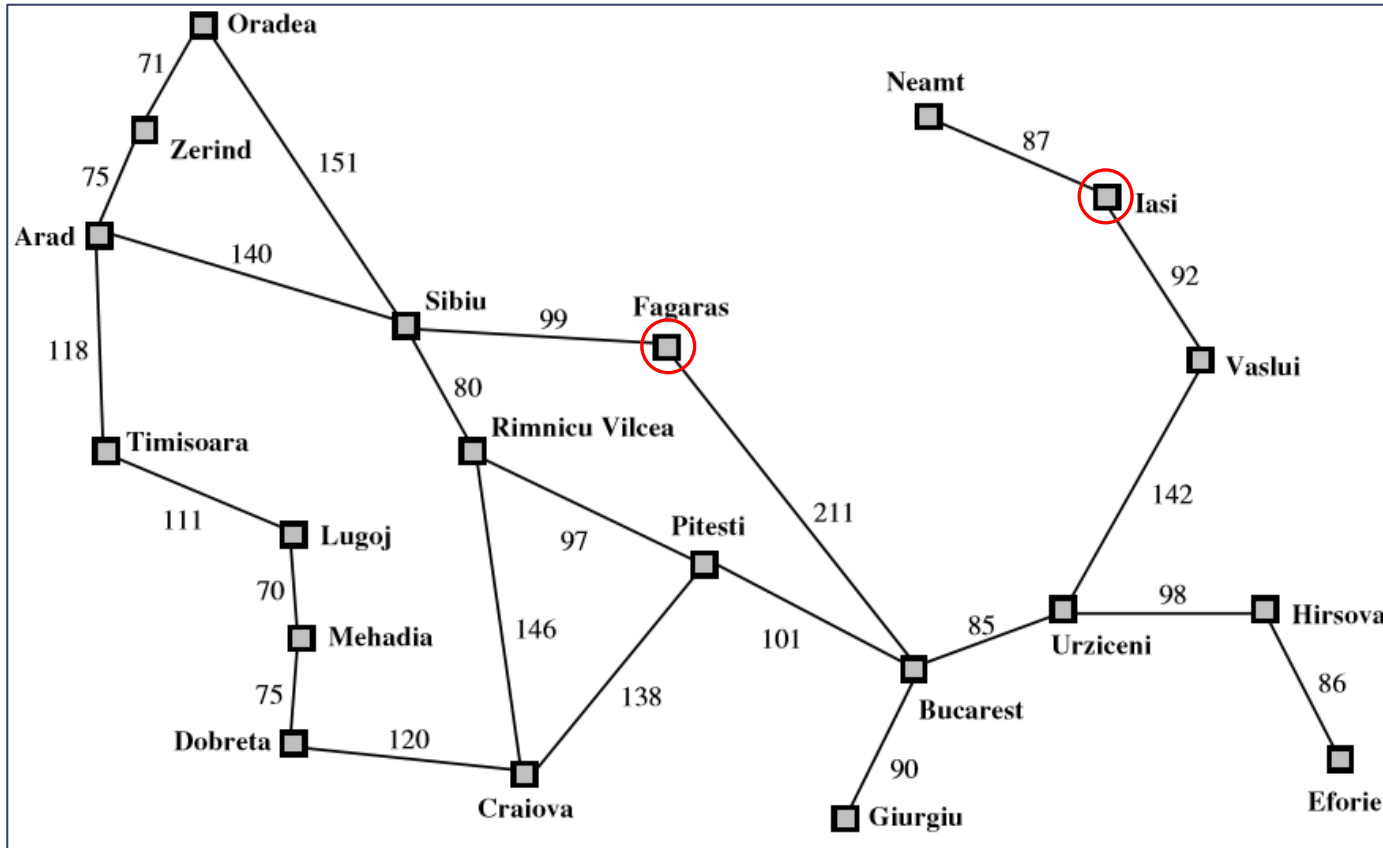 Oradea
71
Neamt
87
Zerind
151
75
Iasi
Arad
140
92
Sibiu
Fagaras
99
118
Vaslui
80
Rimnicu Vilcea
Timisoara
142
111
211
Lugoj
97
Pitesti
70
98
Hirsova
146
85
Mehadia
101
Urziceni
75
138
86
Bucarest
Dobreta
120
90
Craiova
Giurgiu
Eforie